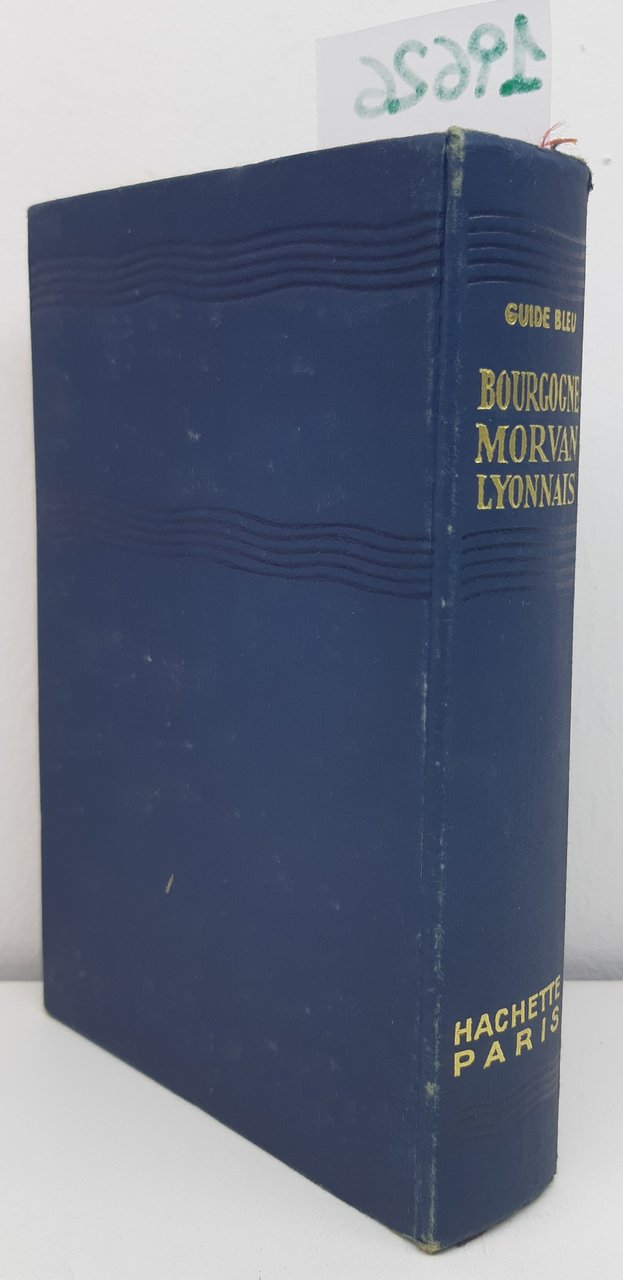 19626
GUIDE BLEU
BOURGOGNE
MORVAN-
LYONNAIS
HACHETTE
PARIS